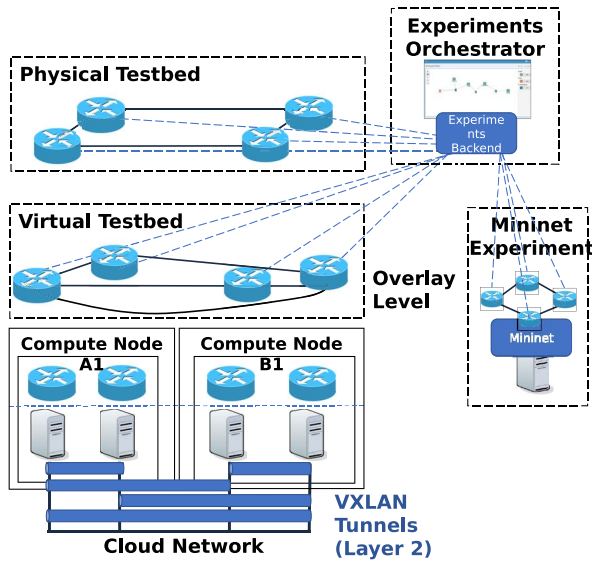 Experiments
Orchestrator
Physical Testbed
Experime
nts
Backend
Virtual Testbed
Mininet
Experiment
Overlay
Level
Mininet
Compute Node
A1
Compute Node
B1
VXLAN
Tunnels
(Layer 2)
Cloud Network